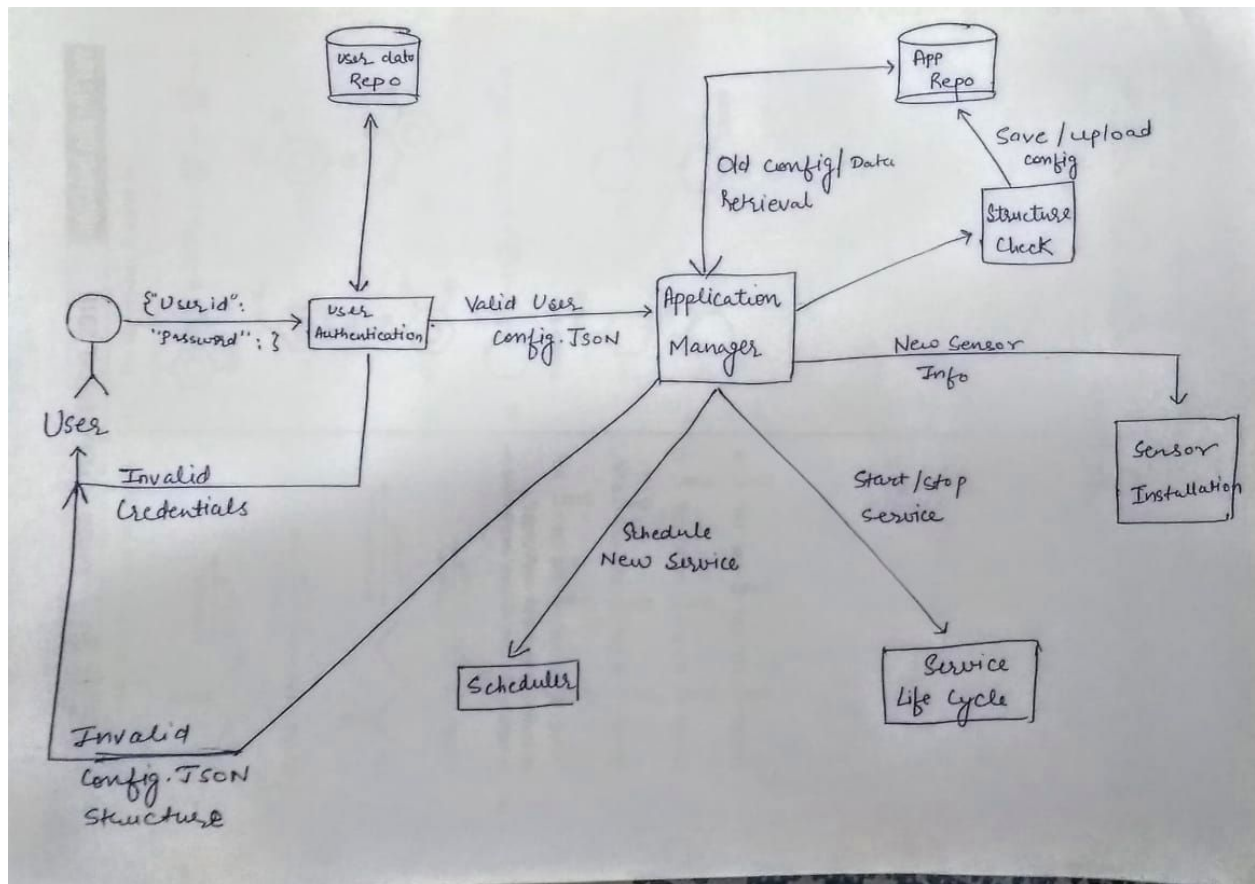 User data
Repo
App
Repo
Save/upload
config
Old config/Data
Retrieval
Structure
Check
{"Userid":
"Password": }
User
Authentication
Valid User
Config.JSON
Application
Manager
New Sensor
Info
User
Sensor
Installation
Invalid
Credentials
Start/Stop
Service
Schedule
New Service
Scheduler
Service
Life Cycle
Invalid
Config.JSON
Structure